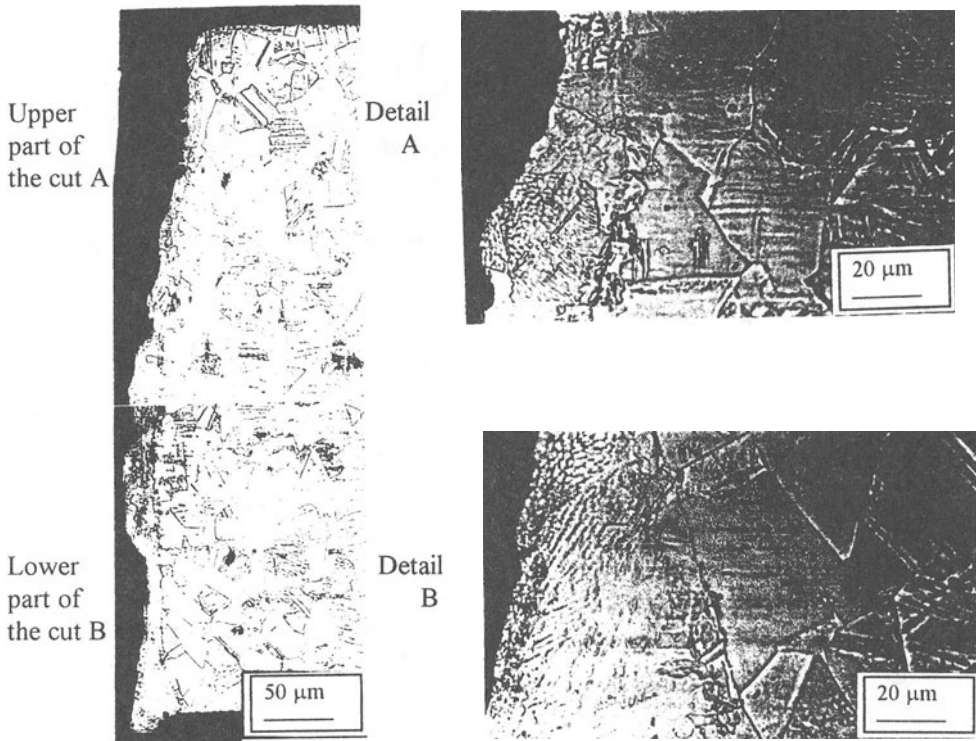 Upper
part of
the cut A
Detail
A
20 µm
Lower
part of
the cut B
Detail
B
50 µm
20 µm